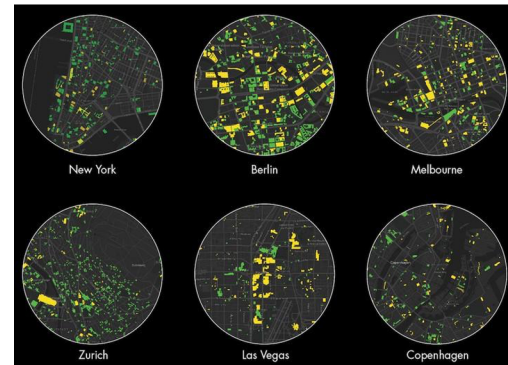 New York
Berlin
Melbourne
Zurich
Las Vegas
Copenhagen